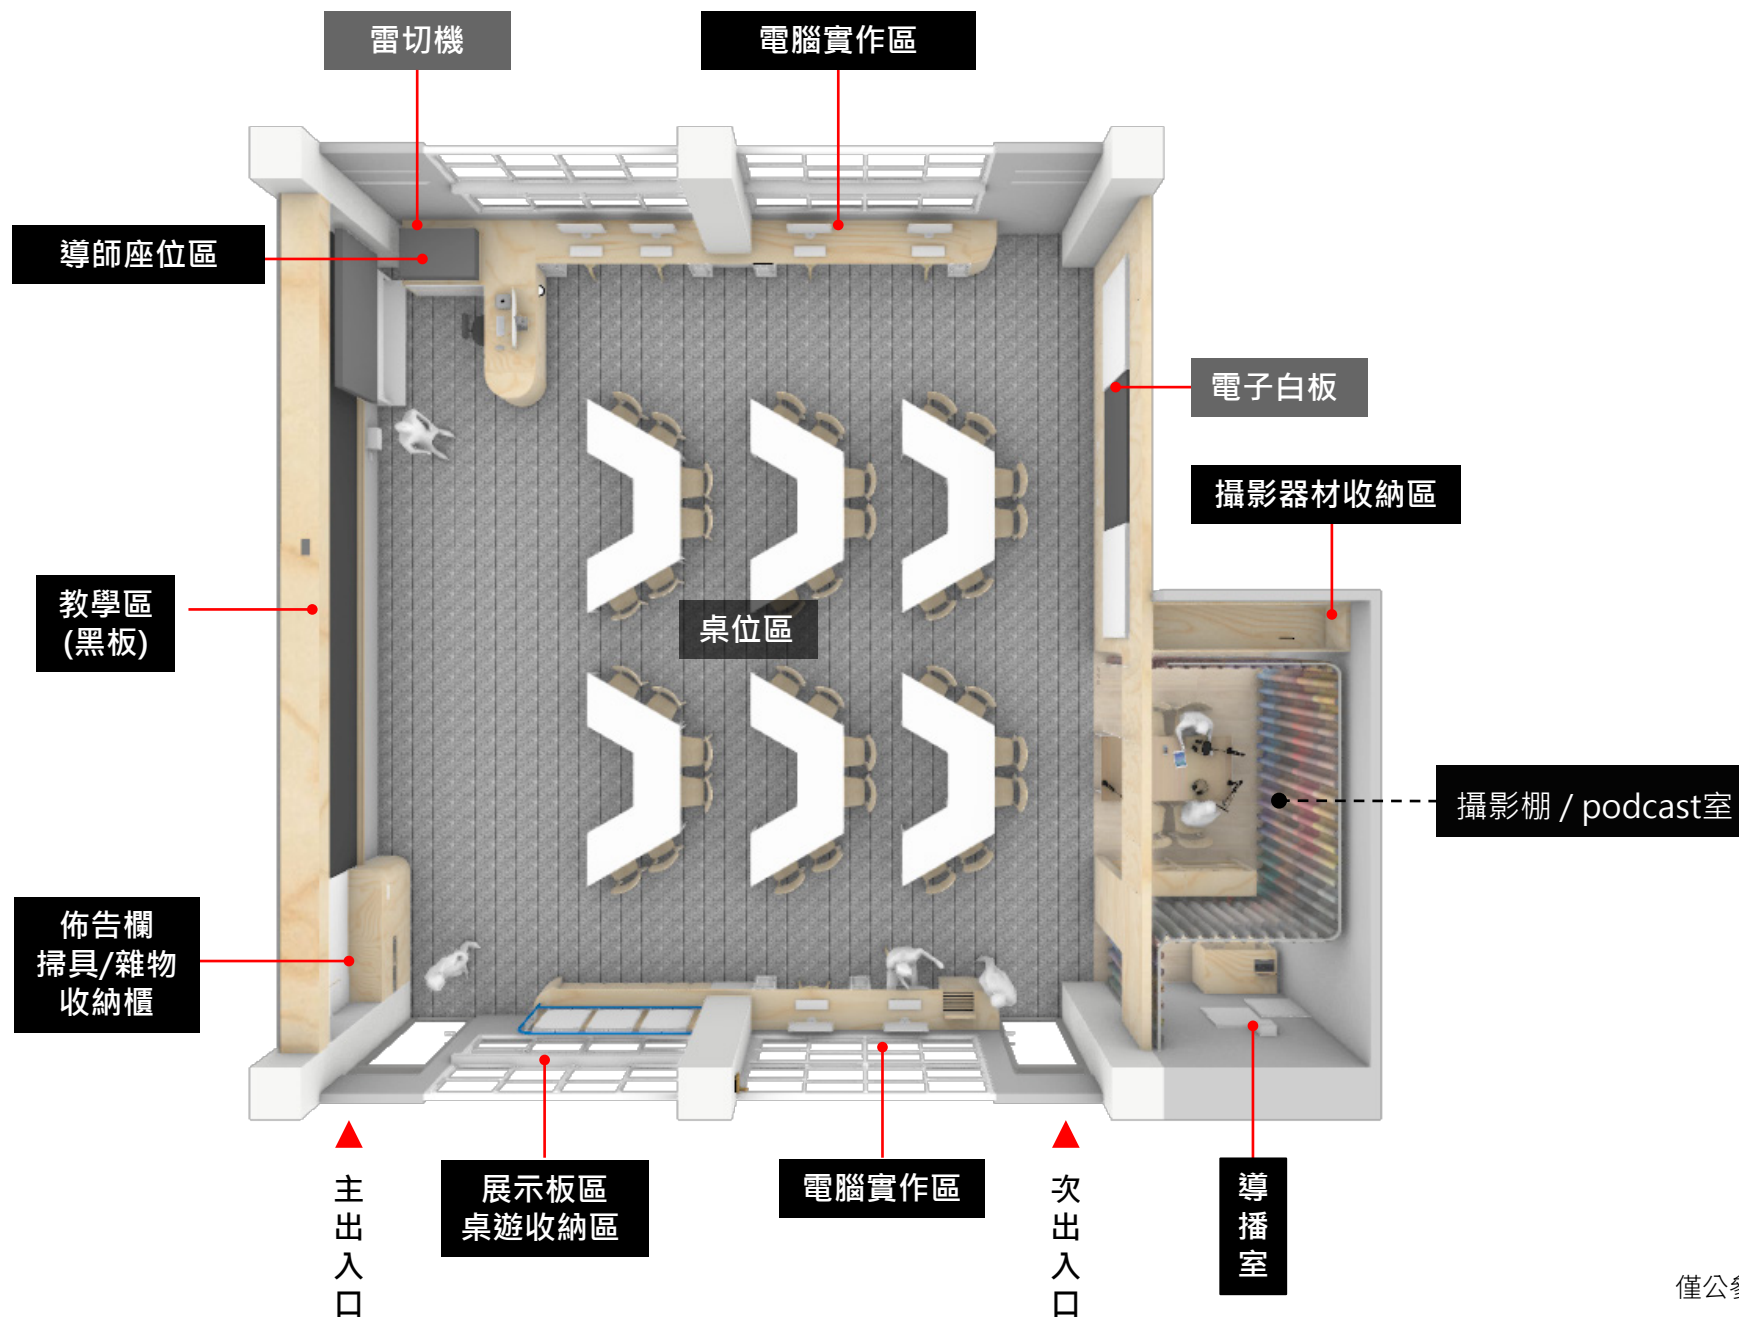 雷切機
電腦實作區
導師座位區
電子白板
攝影器材收納區
教學區
(黑板)
桌位區
攝影棚 / podcast室
佈告欄
掃具/雜物
收納櫃
主出入口
展示板區
桌遊收納區
電腦實作區
次出入口
導播室
僅公參